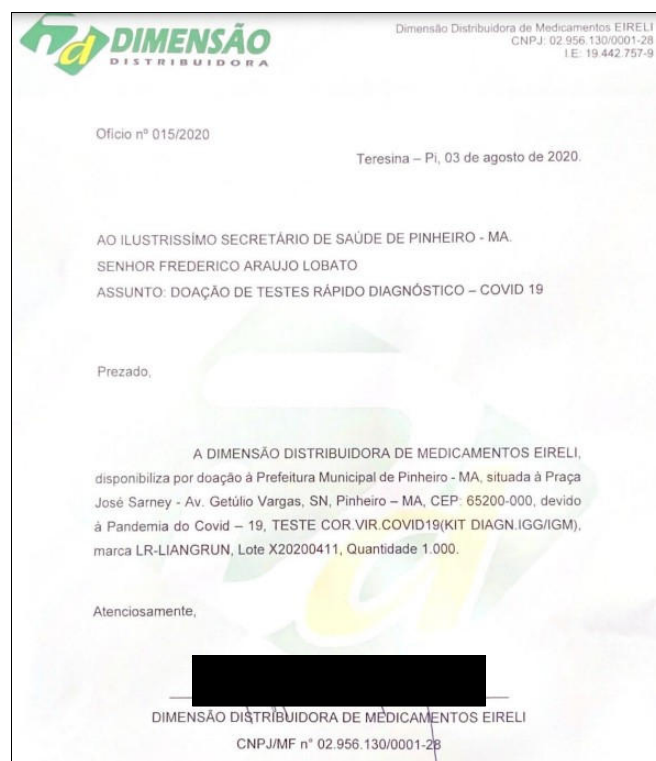 DIMENSÃO
DISTRIBUIDORA
Dimensão Distribuidora de Medicamentos EIRELI
CNPJ: 02.956.130/0001-28
I.E: 19.442.757-9
Ofício nº 015/2020
Teresina – Pi, 03 de agosto de 2020.
AO ILUSTRISSÍMO SECRETÁRIO DE SAÚDE DE PINHEIRO - MA.
SENHOR FREDERICO ARAUJO LOBATO
ASSUNTO: DOAÇÃO DE TESTES RÁPIDO DIAGNÓSTICO – COVID 19
Prezado,
A DIMENSÃO DISTRIBUIDORA DE MEDICAMENTOS EIRELI,
disponibiliza por doação à Prefeitura Municipal de Pinheiro - MA, situada à Praça
José Sarney - Av. Getúlio Vargas, SN, Pinheiro – MA, CEP: 65200-000, devido
á Pandemia do Covid – 19, TESTE COR.VIR.COVID19(KIT DIAGN.IGG/IGM),
marca LR-LIANGRUN, Lote X20200411, Quantidade 1.000.
Atenciosamente,
DIMENSÃO DISTRIBUIDORA DE MEDICAMENTOS EIRELI
CNPJ/MF n° 02.956.130/0001-28